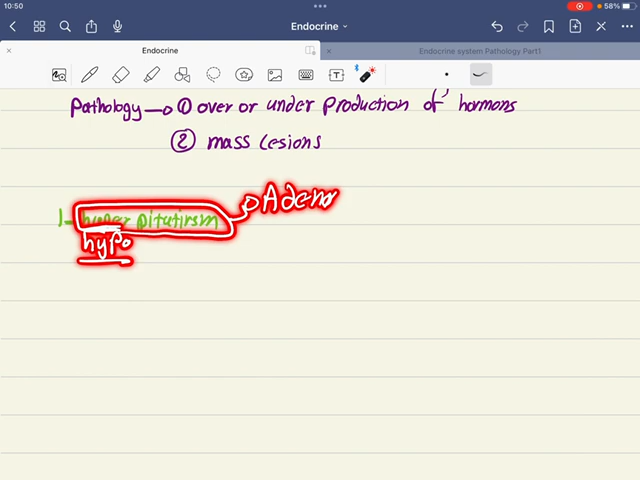 10:50
58%
Endocrine
Endocrine
Endocrine system Pathology Part1
Pathology → ① over or under production of hormons
② mass lesions
1- hyper pitutirsm → Adeno
hypo